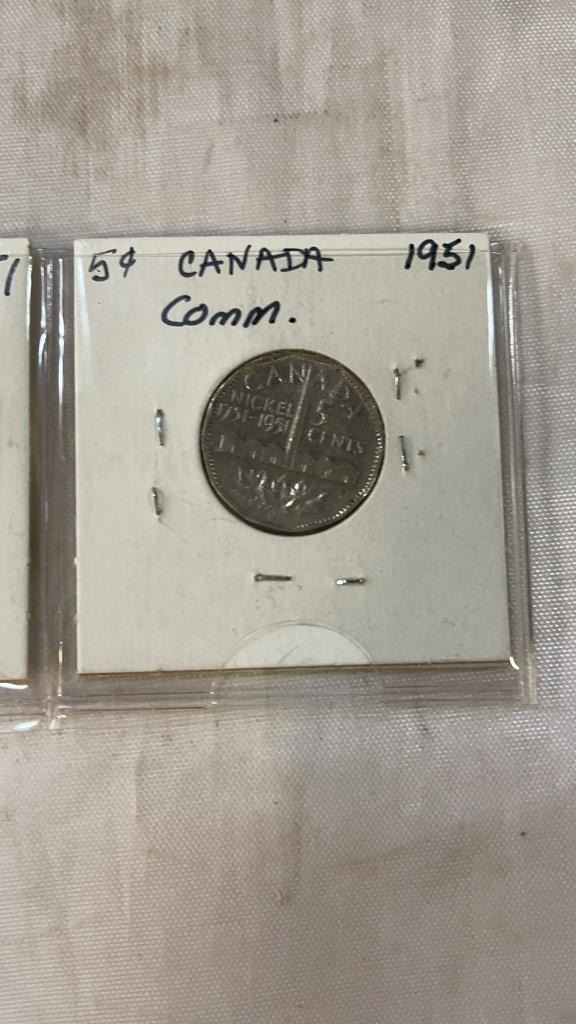 5¢ CANADA 1951
Comm.
CANADA
NICKEL 5
1751-1951 CENTS